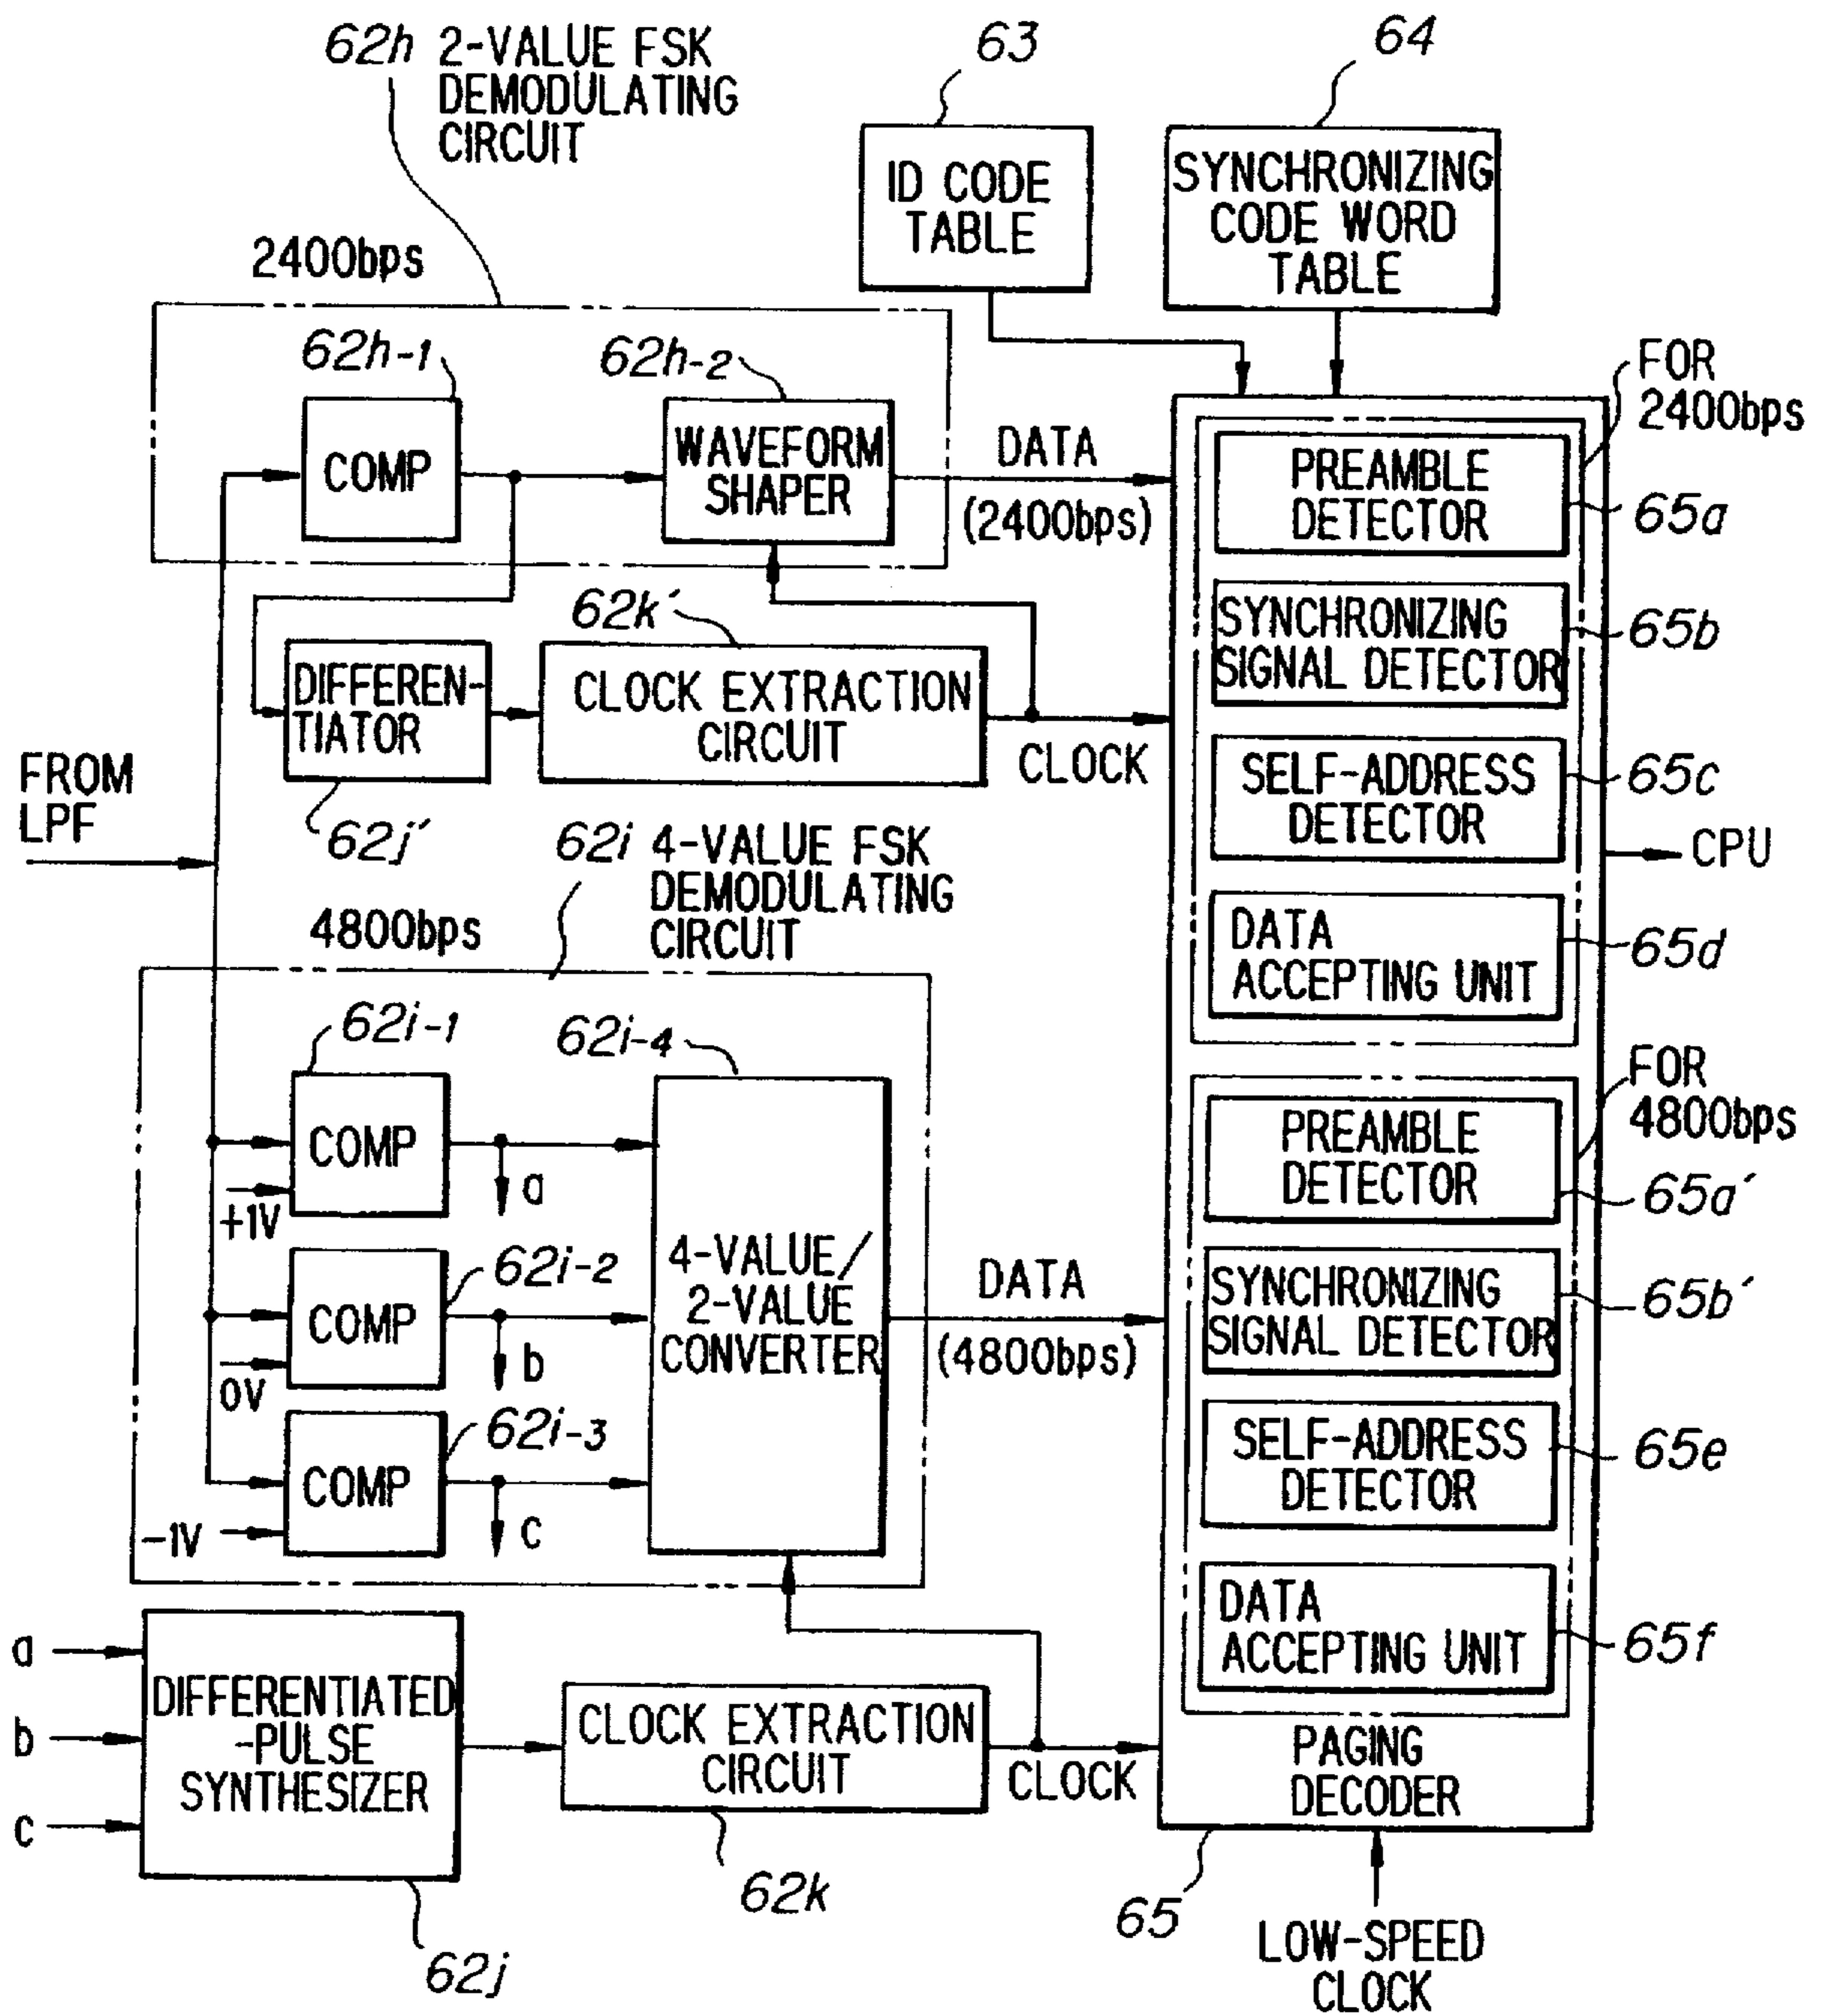 62h 2-VALUE FSK
DEMODULATING
CIRCUIT
63
64
ID CODE
TABLE
SYNCHRONIZING
CODE WORD
TABLE
2400bps
62h-1
62h-2
COMP
WAVEFORM
SHAPER
DATA
(2400bps)
FOR
2400bps
PREAMBLE
DETECTOR
65a
SYNCHRONIZING
SIGNAL DETECTOR
65b
62k'
DIFFEREN-
TIATOR
CLOCK EXTRACTION
CIRCUIT
CLOCK
62j'
FROM
LPF
SELF-ADDRESS
DETECTOR
65c
CPU
DATA
ACCEPTING UNIT
65d
62i 4-VALUE FSK
DEMODULATING
CIRCUIT
4800bps
62i-1
62i-4
COMP
+1V
a
62i-2
COMP
0V
b
62i-3
COMP
-1V
c
4-VALUE/
2-VALUE
CONVERTER
DATA
(4800bps)
FOR
4800bps
PREAMBLE
DETECTOR
65a'
SYNCHRONIZING
SIGNAL DETECTOR
65b'
SELF-ADDRESS
DETECTOR
65e
DATA
ACCEPTING UNIT
65f
PAGING
DECODER
65
a
b
c
DIFFERENTIATED
-PULSE
SYNTHESIZER
62j
CLOCK EXTRACTION
CIRCUIT
62k
CLOCK
LOW-SPEED
CLOCK